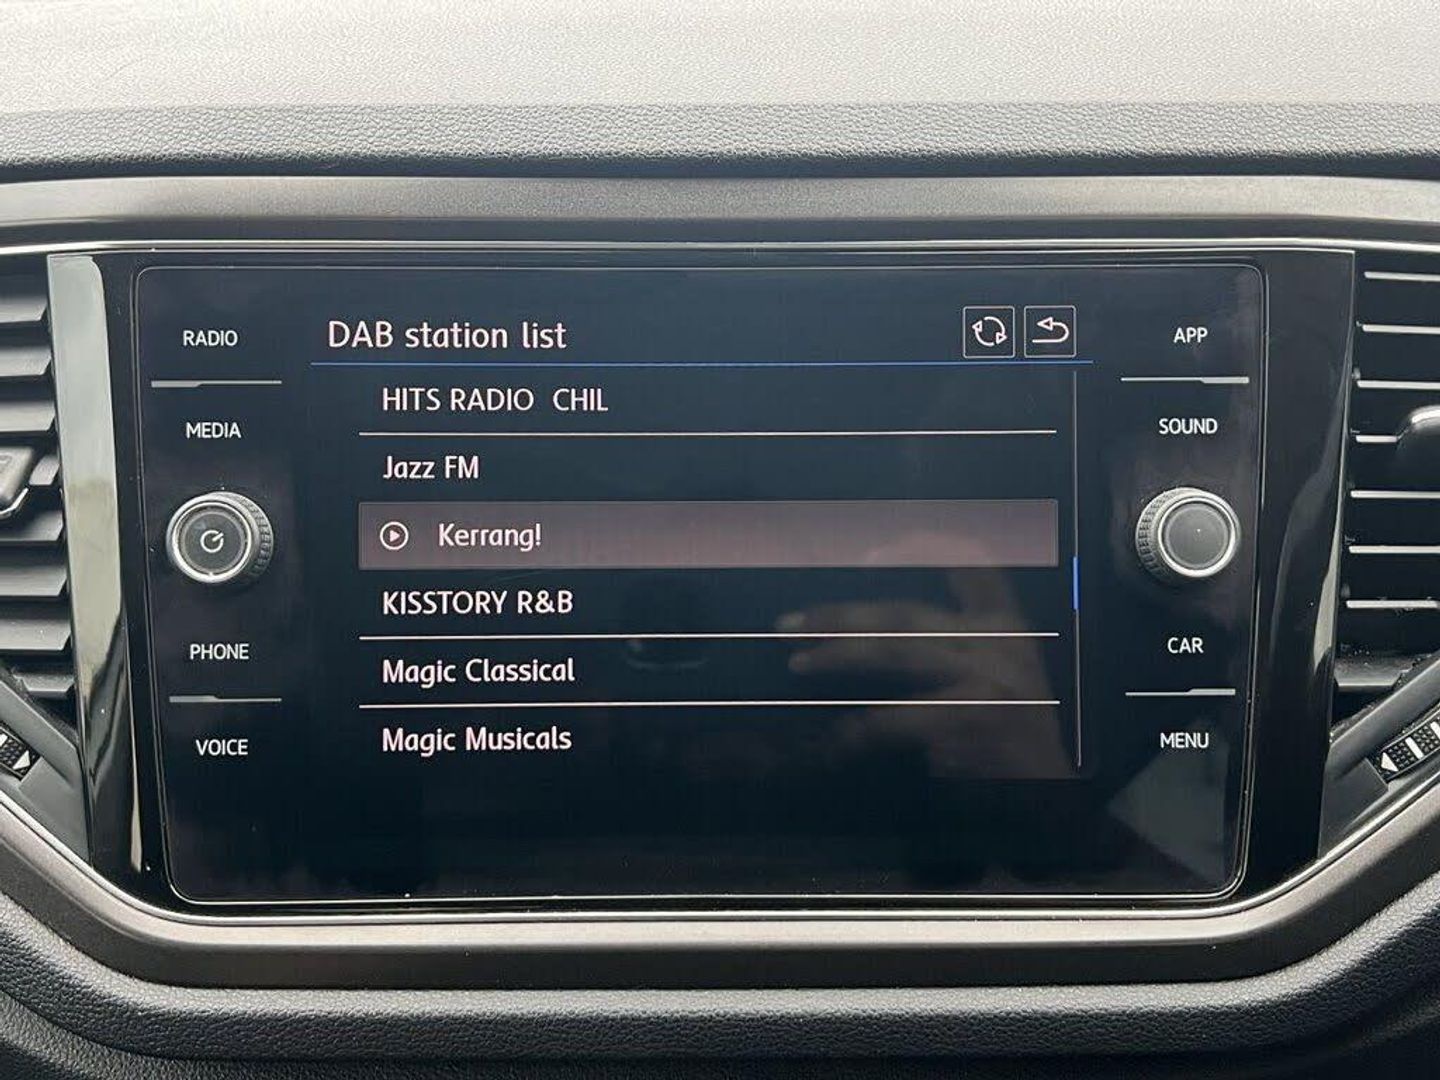 RADIO
MEDIA
PHONE
VOICE
DAB station list
HITS RADIO  CHIL
Jazz FM
Kerrang!
KISSTORY R&B
Magic Classical
Magic Musicals
APP
SOUND
CAR
MENU